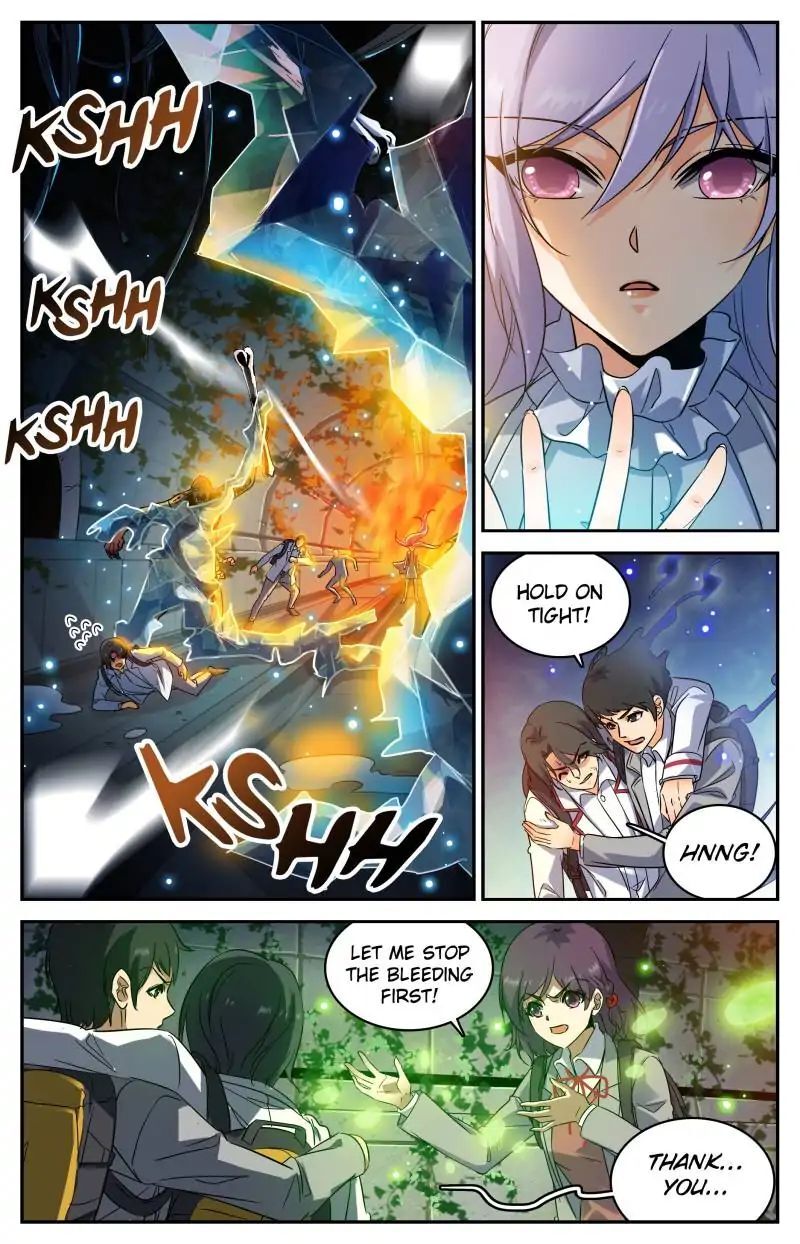 KSHH
KSHH
KSHH
KSHH
HOLD ON
TIGHT!
HNNG!
LET ME STOP
THE BLEEDING
FIRST!
THANK...
YOU...